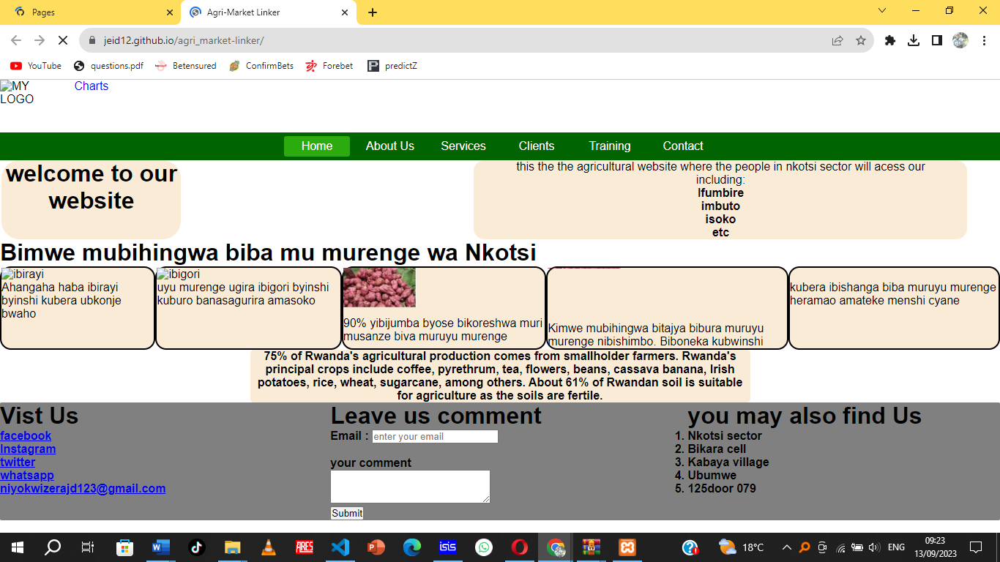 Pages
Agri-Market Linker
jeid12.github.io/agri_market-linker/
YouTube
questions.pdf
Betensured
ConfirmBets
Forebet
predictZ
MY
LOGO
Charts
Home
About Us
Services
Clients
Training
Contact
welcome to our
website
this the the agricultural website where the people in nkotsi sector will acess our
including:
Ifumbire
imbuto
isoko
etc
Bimwe mubihingwa biba mu murenge wa Nkotsi
ibirayi
Ahangaha haba ibirayi
byinshi kubera ubkonje
bwaho
ibigori
uyu murenge ugira ibigori byinshi
kuburo banasagurira amasoko
90% yibijumba byose bikoreshwa muri
musanze biva muruyu murenge
Kimwe mubihingwa bitajya bibura muruyu
murenge nibishimbo. Biboneka kubwinshi
kubera ibishanga biba muruyu murenge
heramao amateke menshi cyane
75% of Rwanda's agricultural production comes from smallholder farmers. Rwanda's
principal crops include coffee, pyrethrum, tea, flowers, beans, cassava banana, Irish
potatoes, rice, wheat, sugarcane, among others. About 61% of Rwandan soil is suitable
for agriculture as the soils are fertile.
Vist Us
facebook
Instagram
twitter
whatsapp
niyokwizerajd123@gmail.com
Leave us comment
Email : enter your email
your comment
Submit
you may also find Us
1. Nkotsi sector
2. Bikara cell
3. Kabaya village
4. Ubumwe
5. 125door 079
ARES
isis
18°C
ENG
09:23
13/09/2023